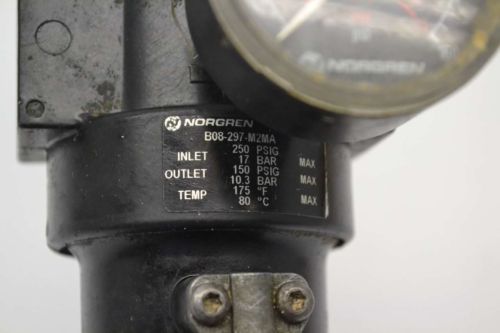 NORGREN
NORGREN
B08-297-M2MA
250 PSIG
INLET 17 BAR MAX
150 PSIG
OUTLET 10.3 BAR MAX
TEMP 175 °F
80 °C MAX